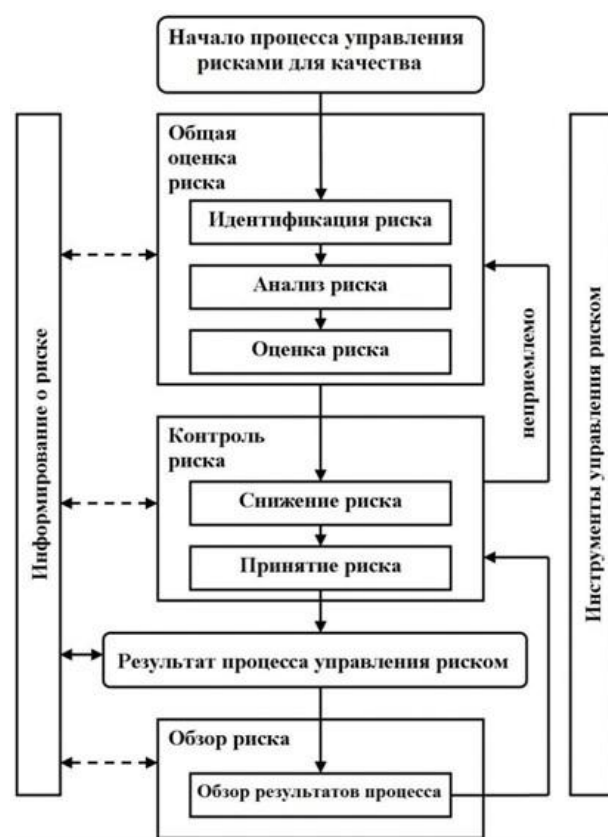 Начало процесса управления
рисками для качества
Общая
оценка
риска
Идентификация риска
Анализ риска
Оценка риска
Контроль
риска
Снижение риска
Принятие риска
Результат процесса управления риском
Обзор риска
Обзор результатов процесса
Информирование о риске
неприемлемо
Инструменты управления риском